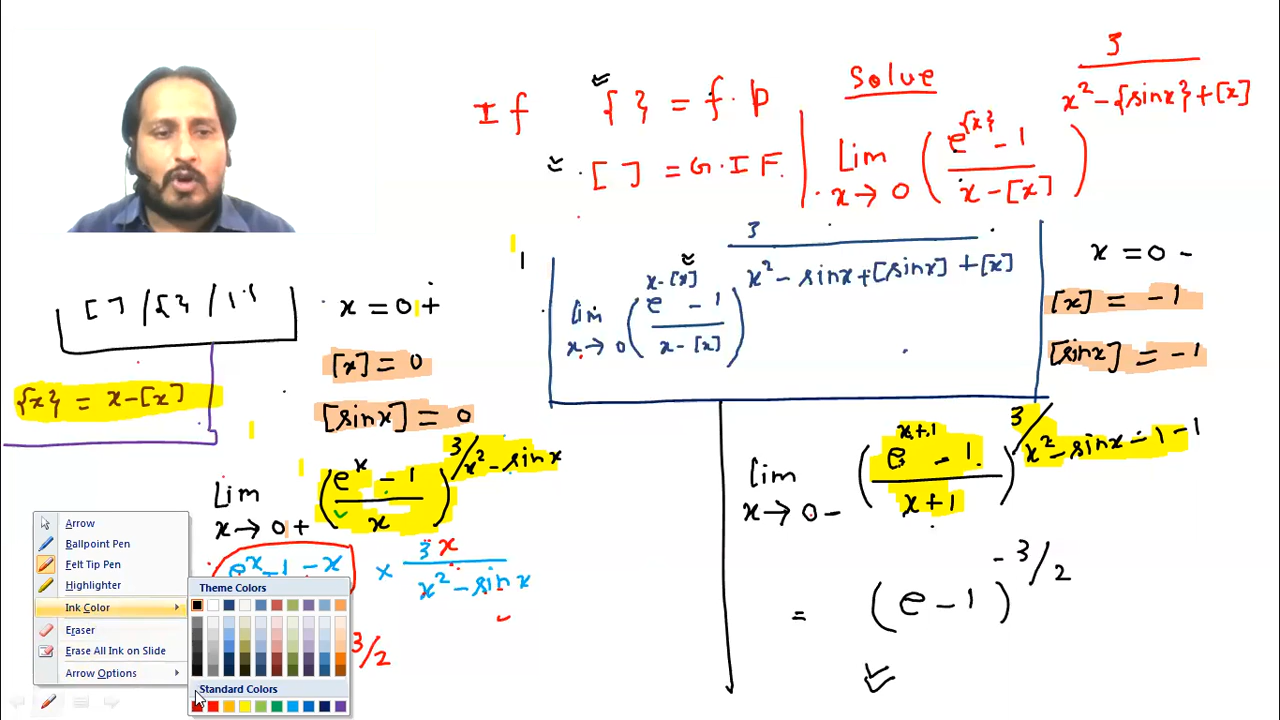 Solve
If { } = f.p
[ ] = G.I.F.
Lim x→0 ( e^{x} - 1 / x - [x] ) 3 / x² - {sinx} + [x]
lim x→0 ( e^x-[x] - 1 / x - [x] ) 3 / x² - sinx + [sinx] + [x]
[ ] / { } / | · |
{x} = x - [x]
x = 0 +
[x] = 0
[sinx] = 0
Lim x→0+ ( e^x - 1 / x ) 3/x² - sinx
e^x - 1 - x × 3x / x² - sinx
3/2
x = 0 -
[x] = -1
[sinx] = -1
lim x→0- ( e^x+1 - 1 / x+1 ) 3/x² - sinx - 1 - 1
= (e - 1) - 3/2
Arrow
Ballpoint Pen
Felt Tip Pen
Highlighter
Ink Color
Eraser
Erase All Ink on Slide
Arrow Options
Theme Colors
Standard Colors